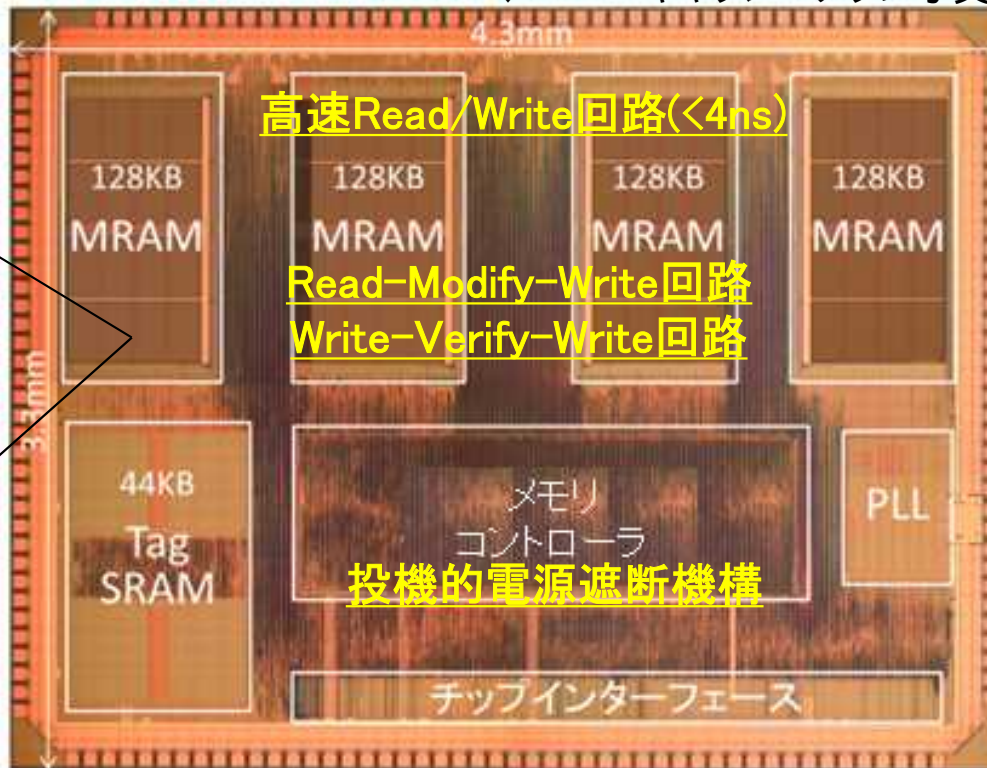 4.3mm
高速Read/Write回路(<4ns)
128KB
MRAM
128KB
MRAM
128KB
MRAM
128KB
MRAM
Read-Modify-Write回路
Write-Verify-Write回路
3.3mm
44KB
Tag
SRAM
メモリ
コントローラ
投機的電源遮断機構
PLL
チップインターフェース